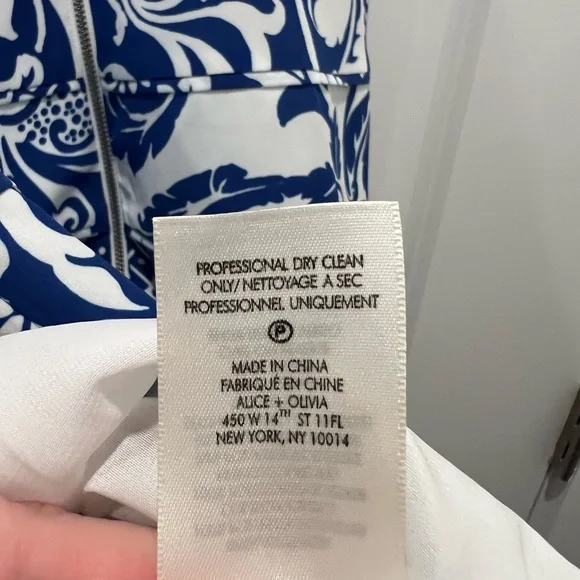 PROFESSIONAL DRY CLEAN
ONLY/ NETTOYAGE A SEC
PROFESSIONNEL UNIQUEMENT
P
MADE IN CHINA
FABRIQUÉ EN CHINE
ALICE + OLIVIA
450 W 14TH ST 11FL
NEW YORK, NY 10014